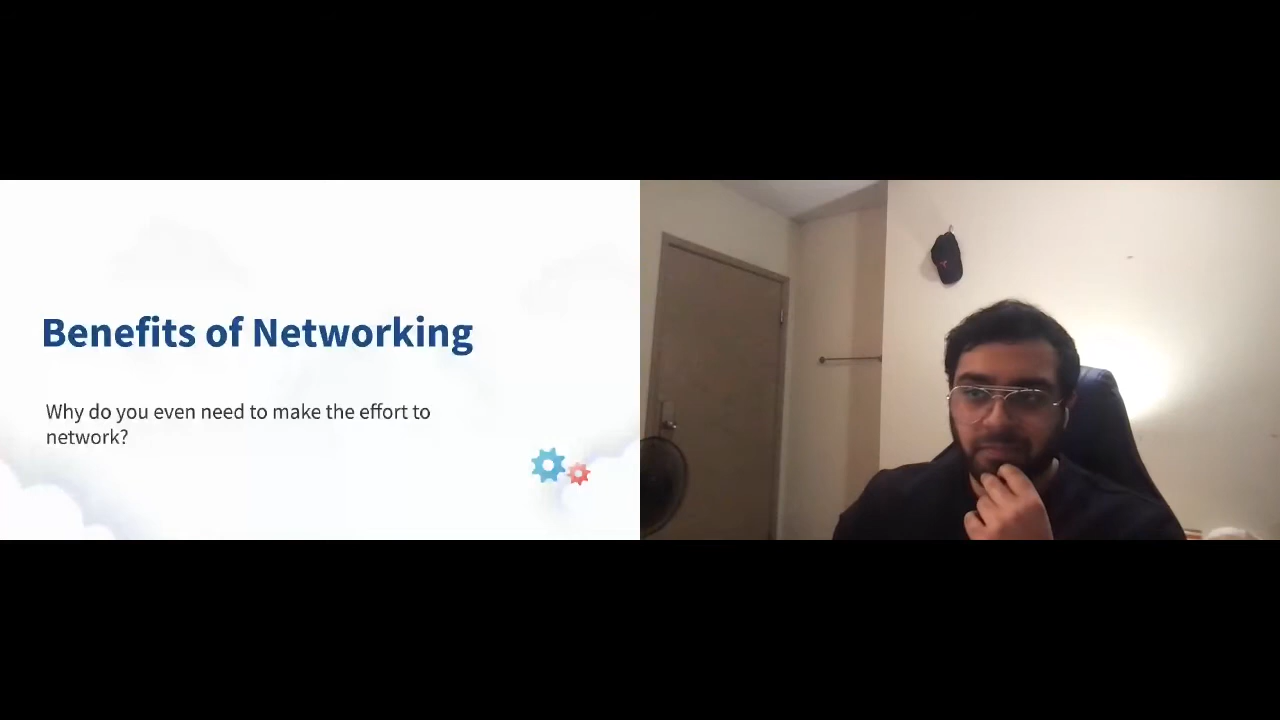 Benefits of Networking
Why do you even need to make the effort to
network?